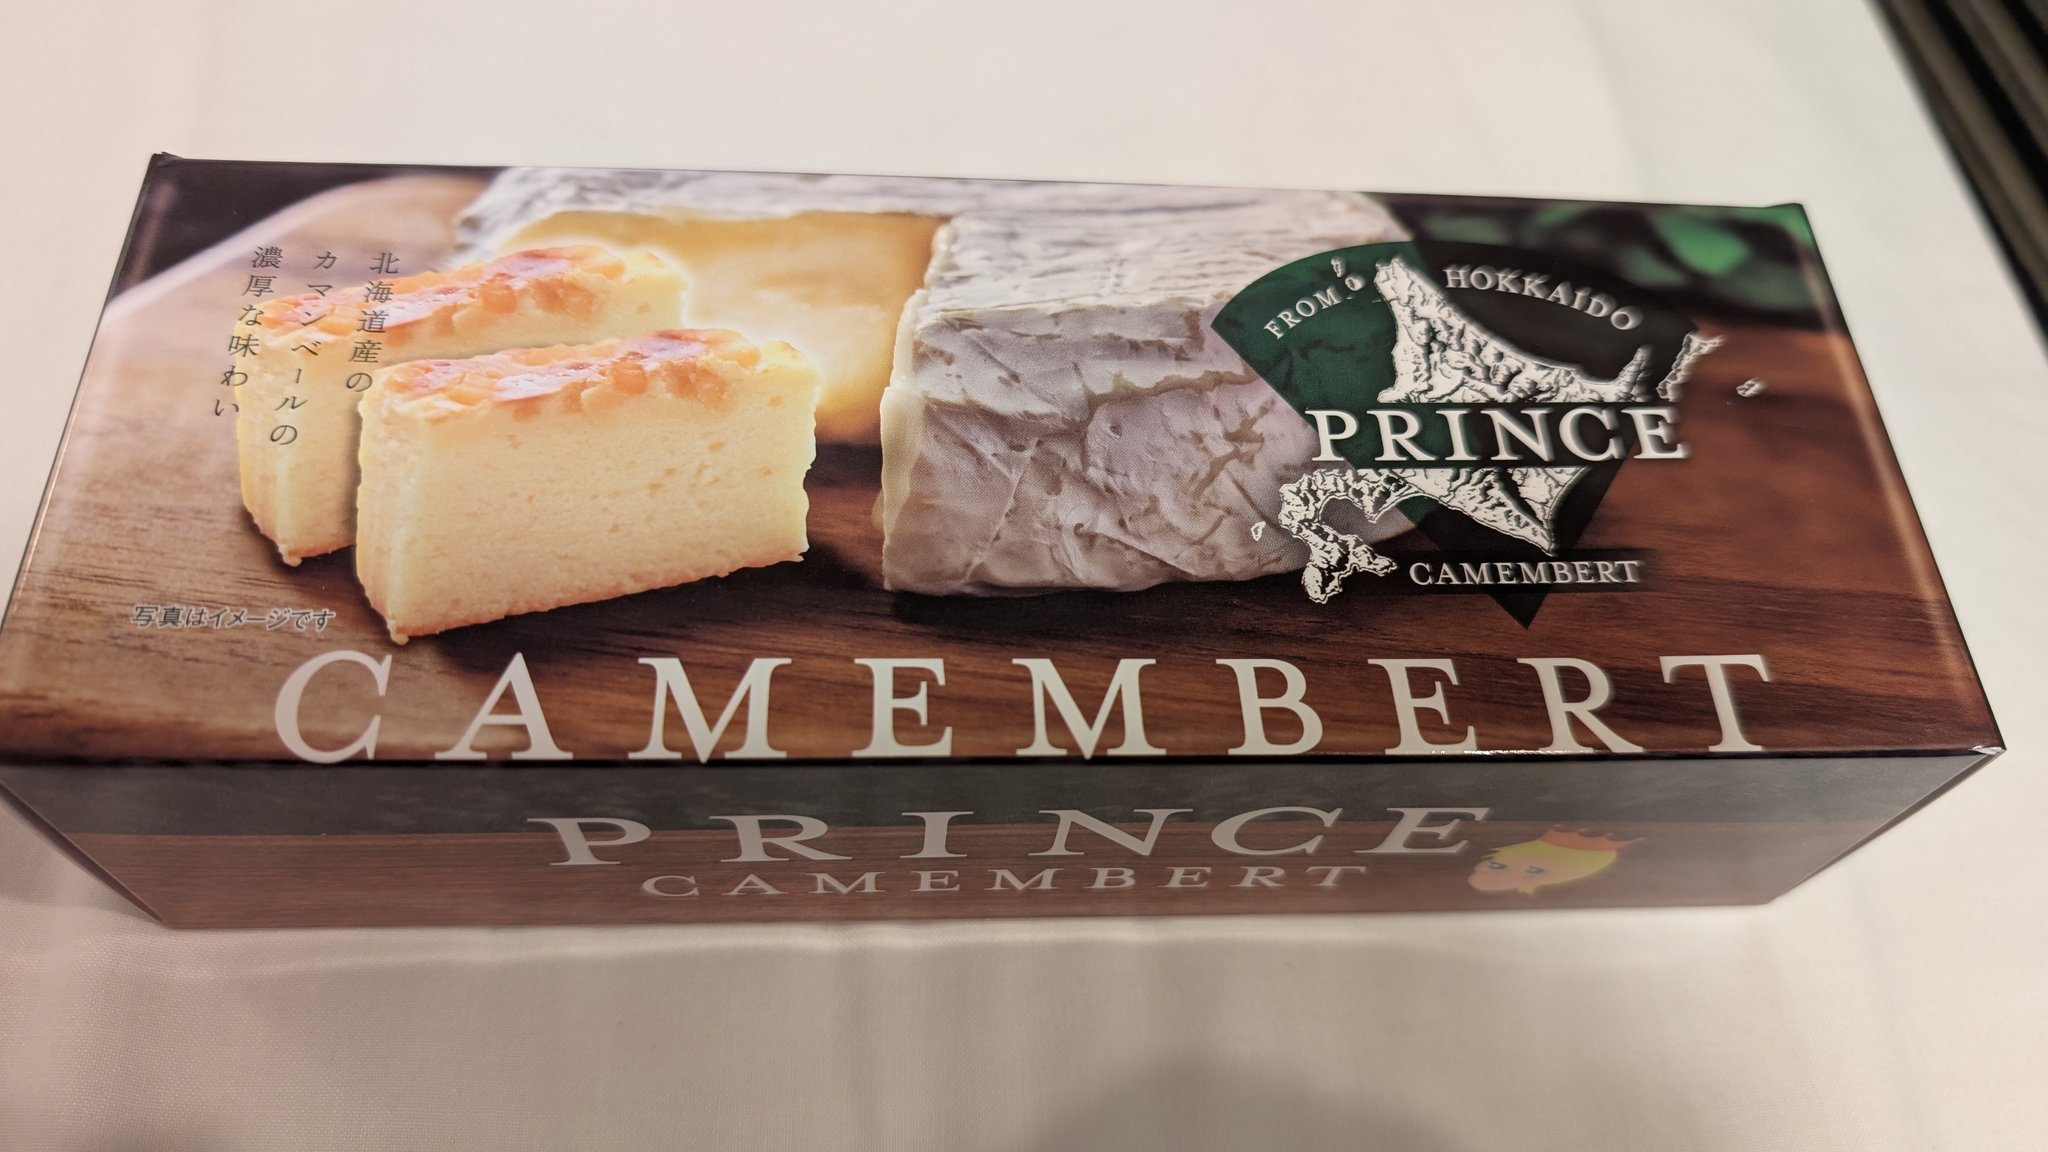 北海道産の
カマンベールの
濃厚な味わい
FROM HOKKAIDO
PRINCE
CAMEMBERT
写真はイメージです
CAMEMBERT
PRINCE
CAMEMBERT